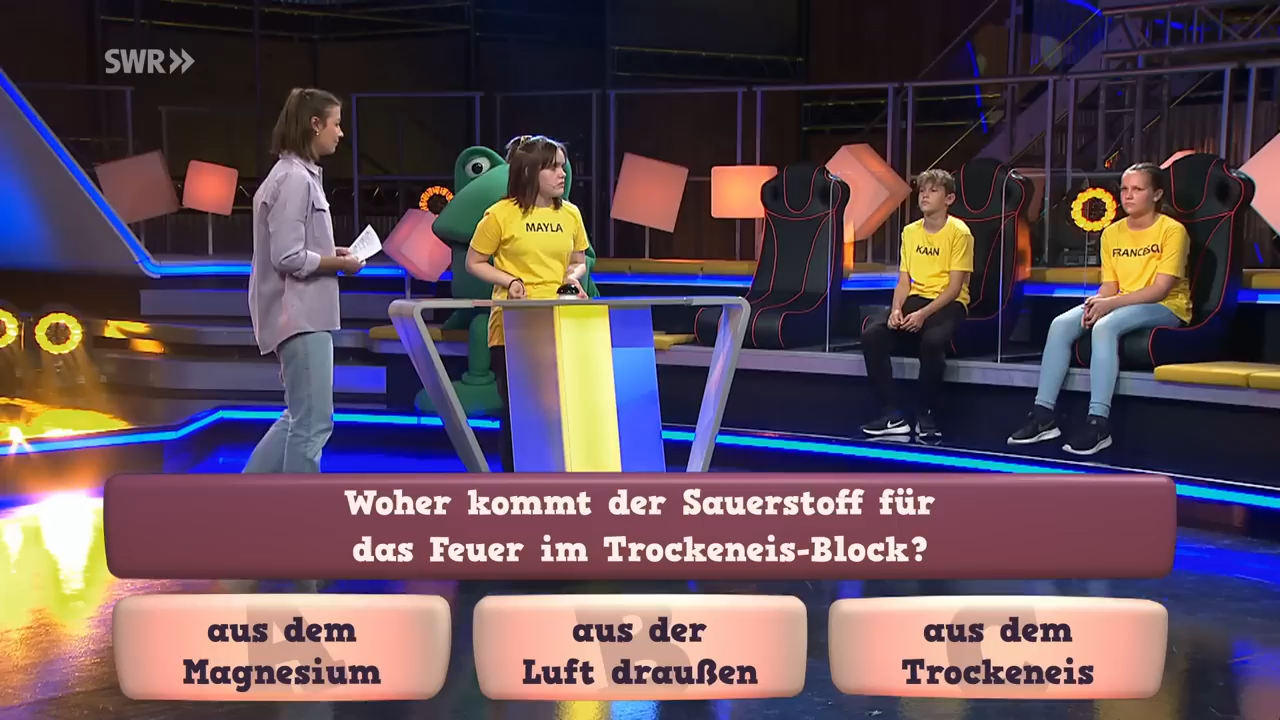 SWR
MAYLA
KAAN
Woher kommt der Sauerstoff für
das Feuer im Trockeneis-Block?
A
aus dem
Magnesium
B
aus der
Luft draußen
C
aus dem
Trockeneis